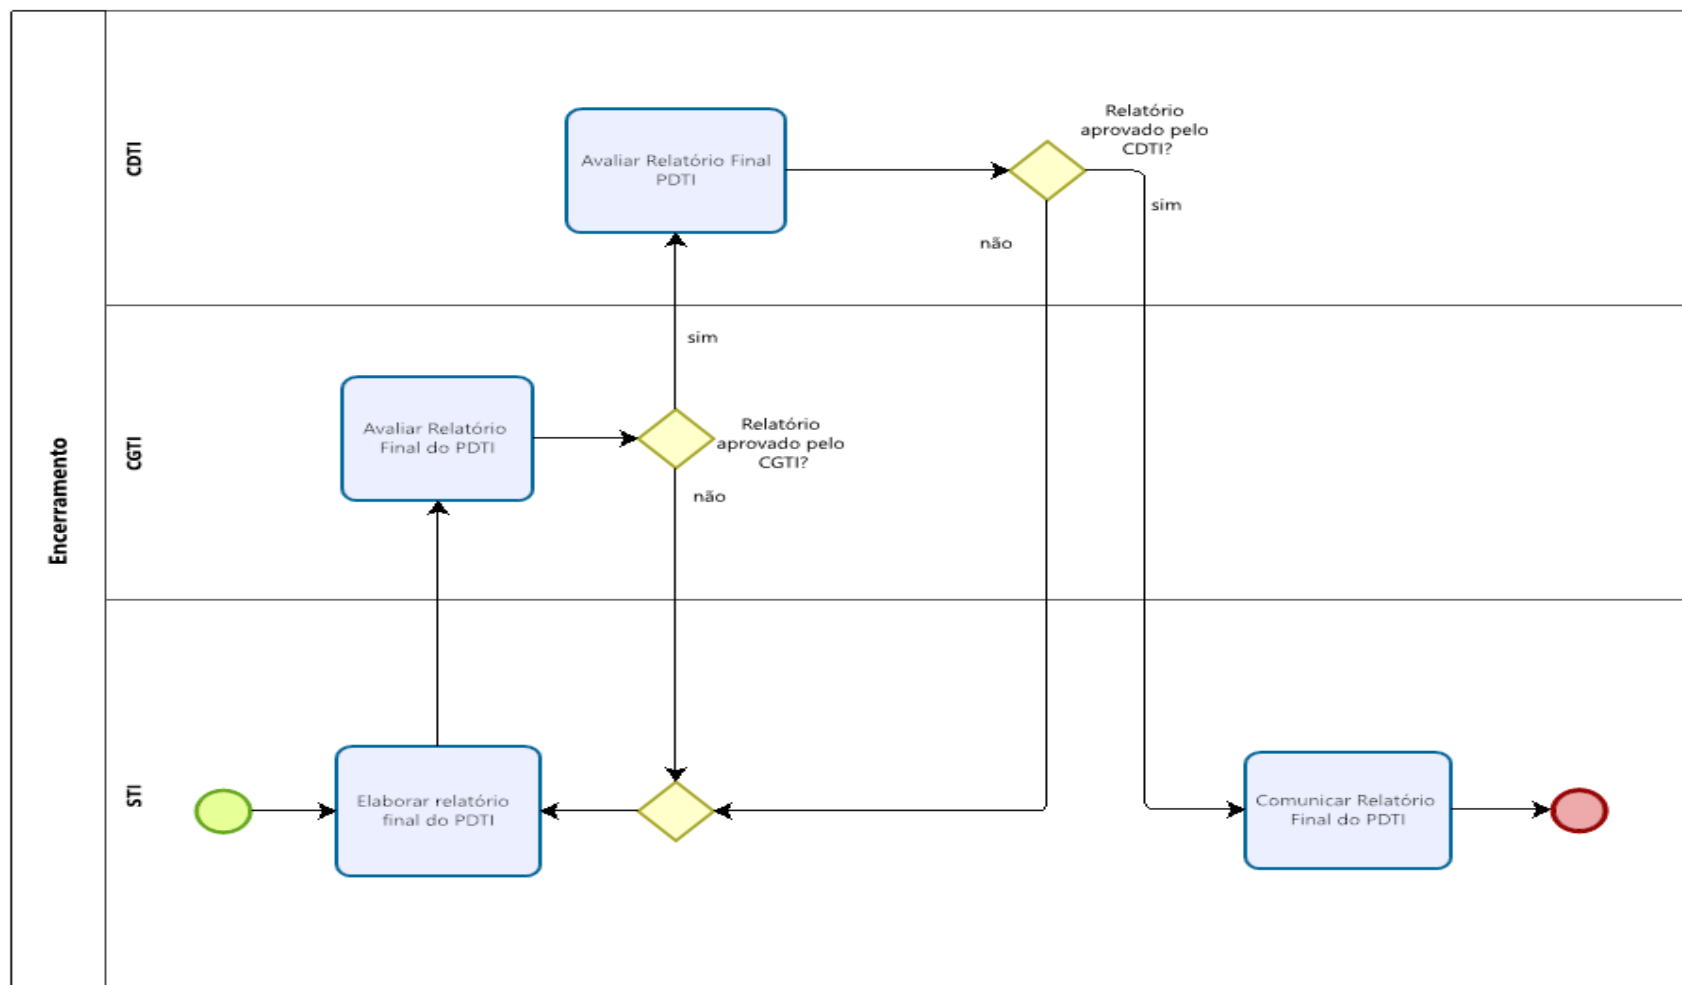 Encerramento
CDTI
Avaliar Relatório Final
PDTI
Relatório
aprovado pelo
CDTI?
sim
não
CGTI
sim
Avaliar Relatório
Final do PDTI
Relatório
aprovado pelo
CGTI?
não
STI
Elaborar relatório
final do PDTI
Comunicar Relatório
Final do PDTI